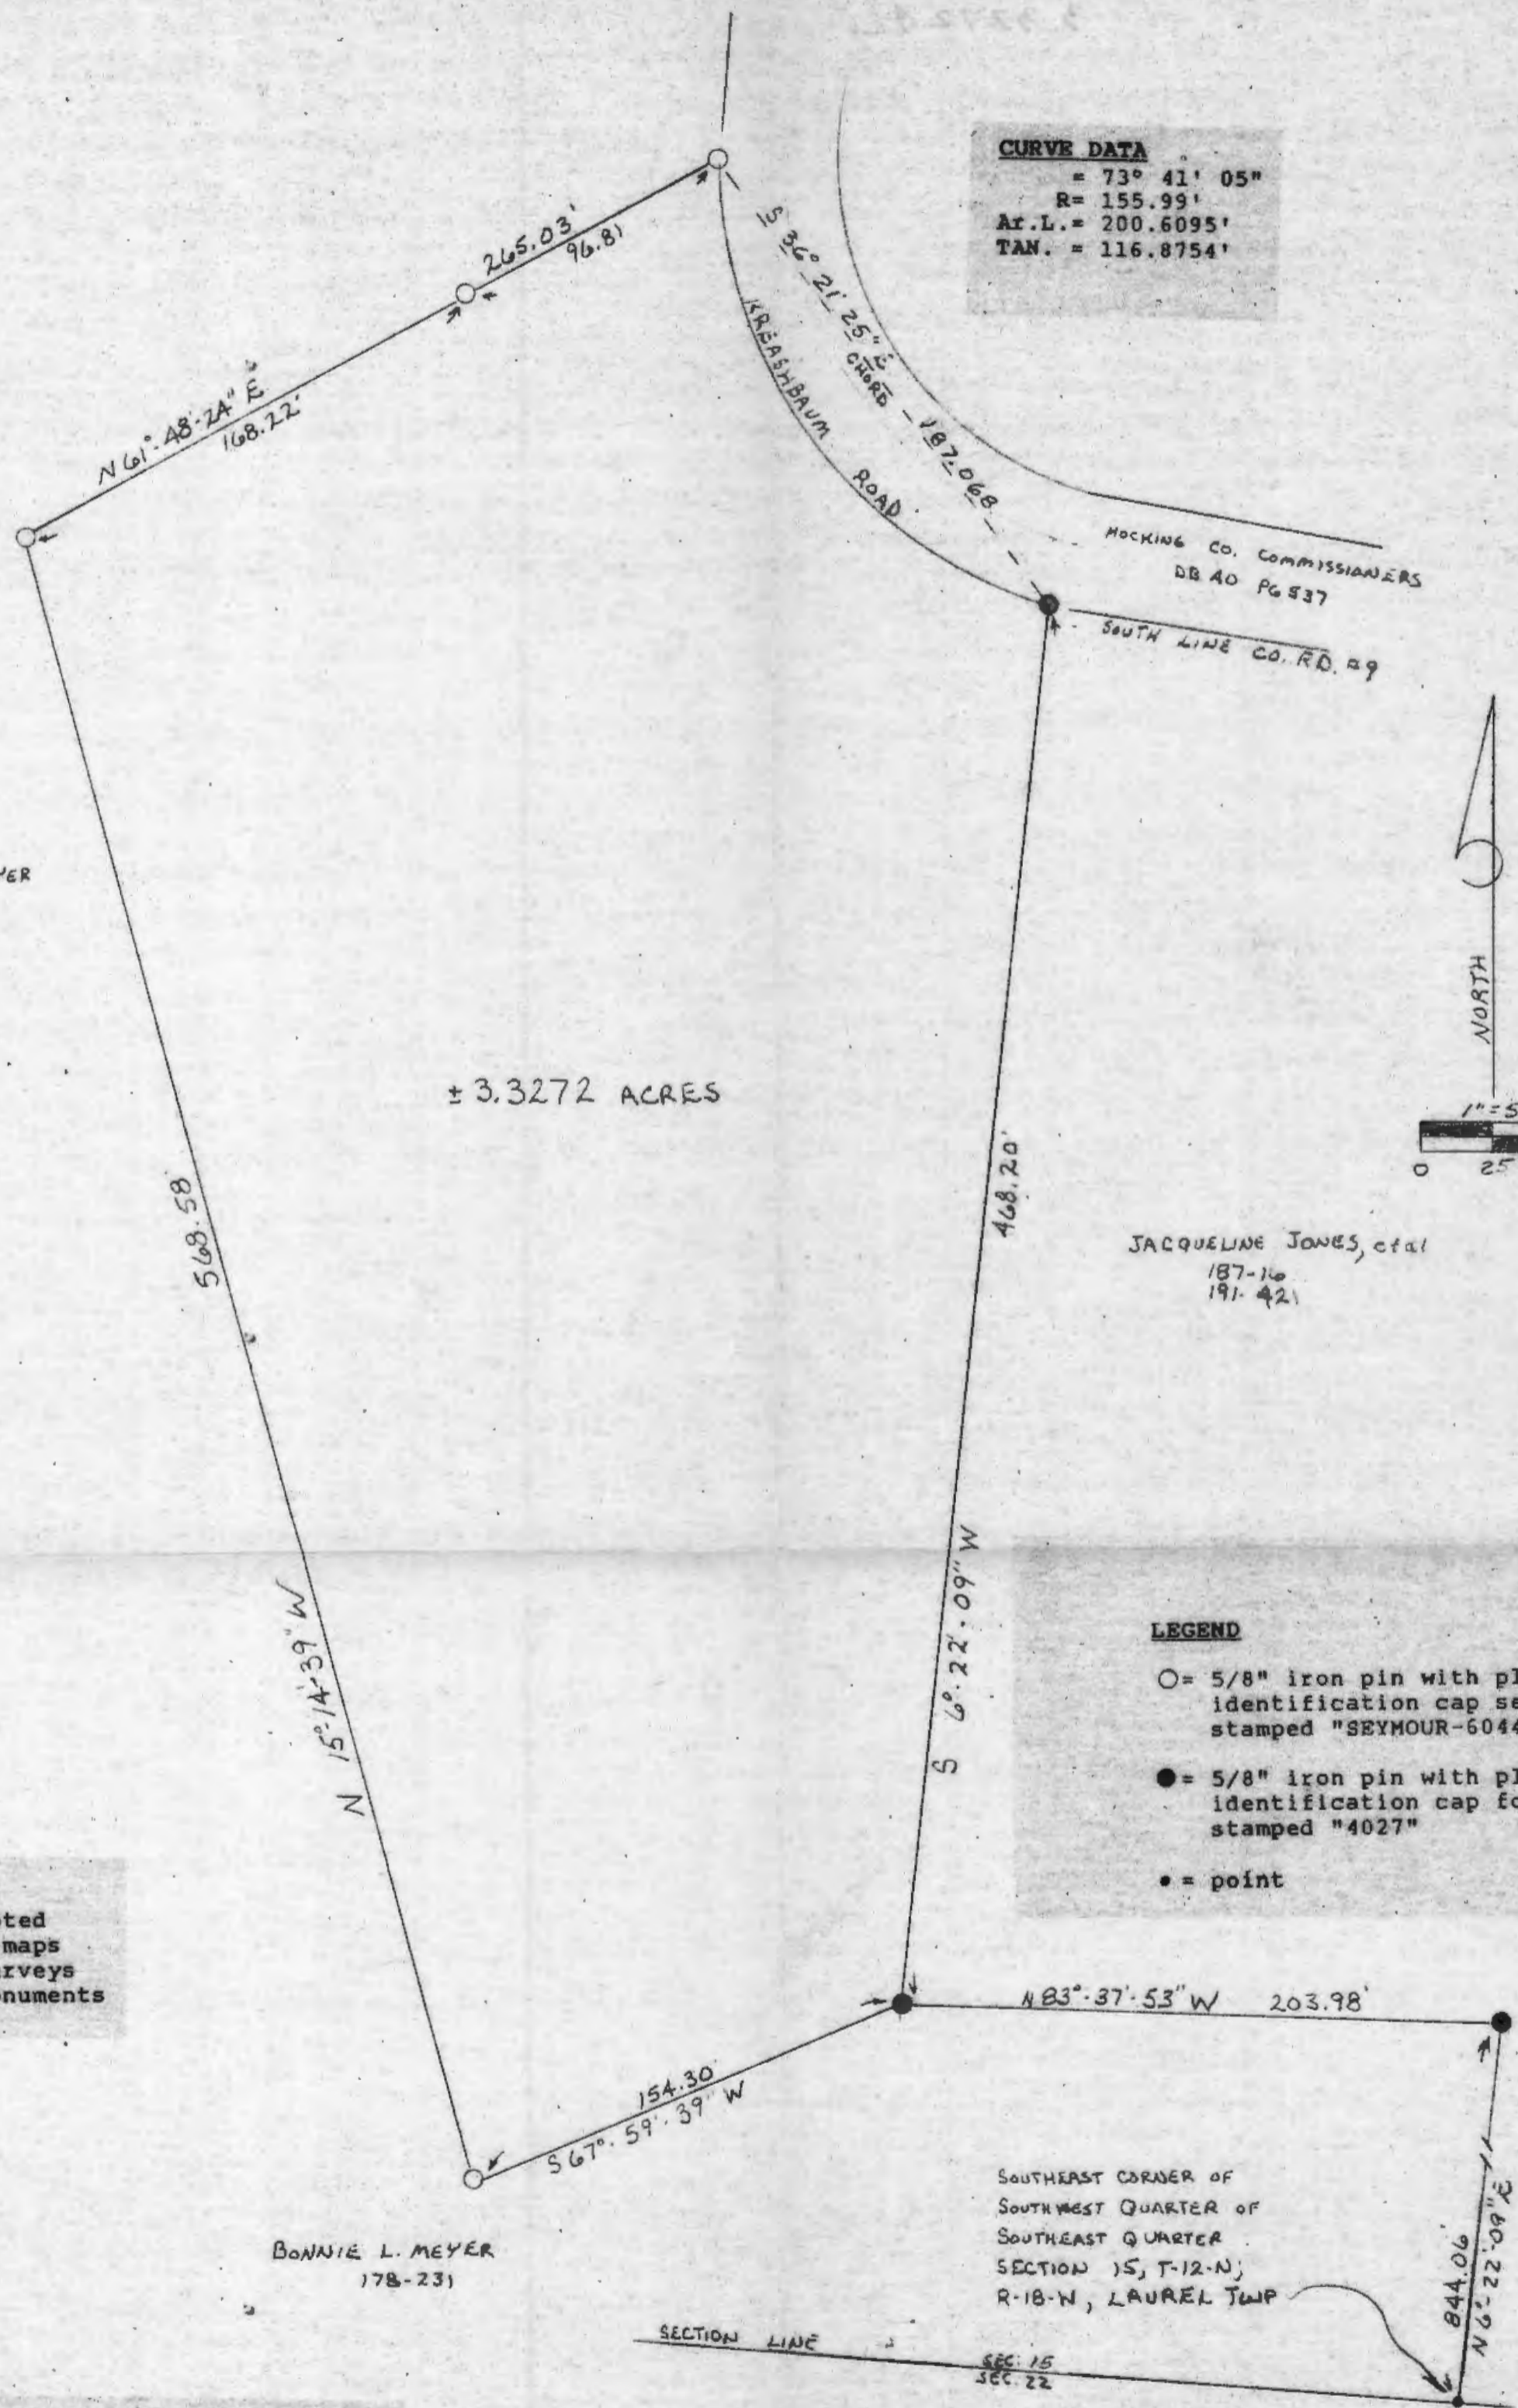 CURVE DATA
= 73° 41' 05"
R= 155.99'
Ar.L.= 200.6095'
TAN. = 116.8754'
265.03'
96.81
N 61°-48'-24" E
168.22'
S 36° 21' 25" E
CHORD - 187.068
KREASHBAUM ROAD
HOCKING CO. COMMISSIONERS
DB 40 PG 537
SOUTH LINE CO. RD. #9
YER
NORTH
1"=5
0 25
± 3.3272 ACRES
568.58'
N 15°-14'-39" W
468.20'
S 6°-22'-09" W
JACQUELINE JONES, etal
187-16
191-421
LEGEND
○= 5/8" iron pin with pl
identification cap se
stamped "SEYMOUR-6044
●= 5/8" iron pin with pl
identification cap fo
stamped "4027"
• = point
ted
maps
rveys
numents
N 83°-37'-53" W 203.98'
154.30'
S 67°-59'-39" W
BONNIE L. MEYER
178-231
SOUTHEAST CORNER OF
SOUTHWEST QUARTER OF
SOUTHEAST QUARTER
SECTION 15, T-12-N;
R-18-W, LAUREL TWP
844.06'
N 6°-22'-09" E
SECTION LINE
SEC. 15
SEC. 22